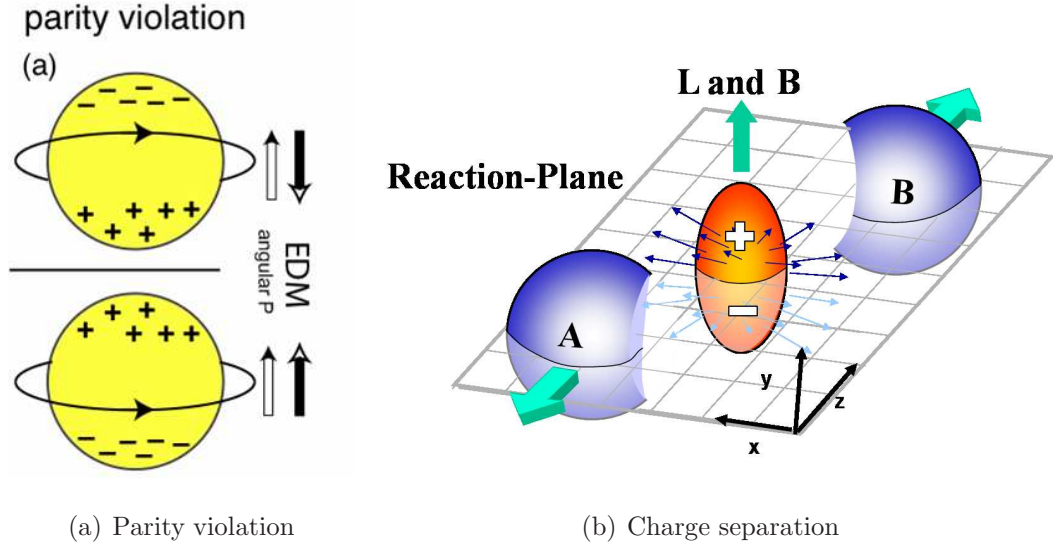 parity violation
(a)
angular P
EDM
L and B
Reaction-Plane
B
A
y
z
x
(a) Parity violation
(b) Charge separation